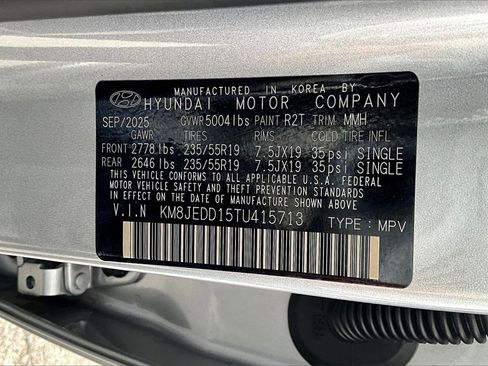 MANUFACTURED IN KOREA BY
HYUNDAI MOTOR COMPANY
SEP/2025 GVWR 5004lbs PAINT R2T TRIM MMH
GAWR TIRES RIMS COLD TIRE INFL.
FRONT 2778lbs 235/55R19 7.5JX19 35psi SINGLE
REAR 2646lbs 235/55R19 7.5JX19 35psi SINGLE
THIS VEHICLE CONFORMS TO ALL APPLICABLE U.S.A.FEDERAL
MOTOR VEHICLE SAFETY AND THEFT PREVENTION STANDARDS
IN EFFECT ON THE DATE OF MANUFACTURE SHOWN ABOVE.
V.I.N KM8JEDD15TU415713 TYPE : MPV